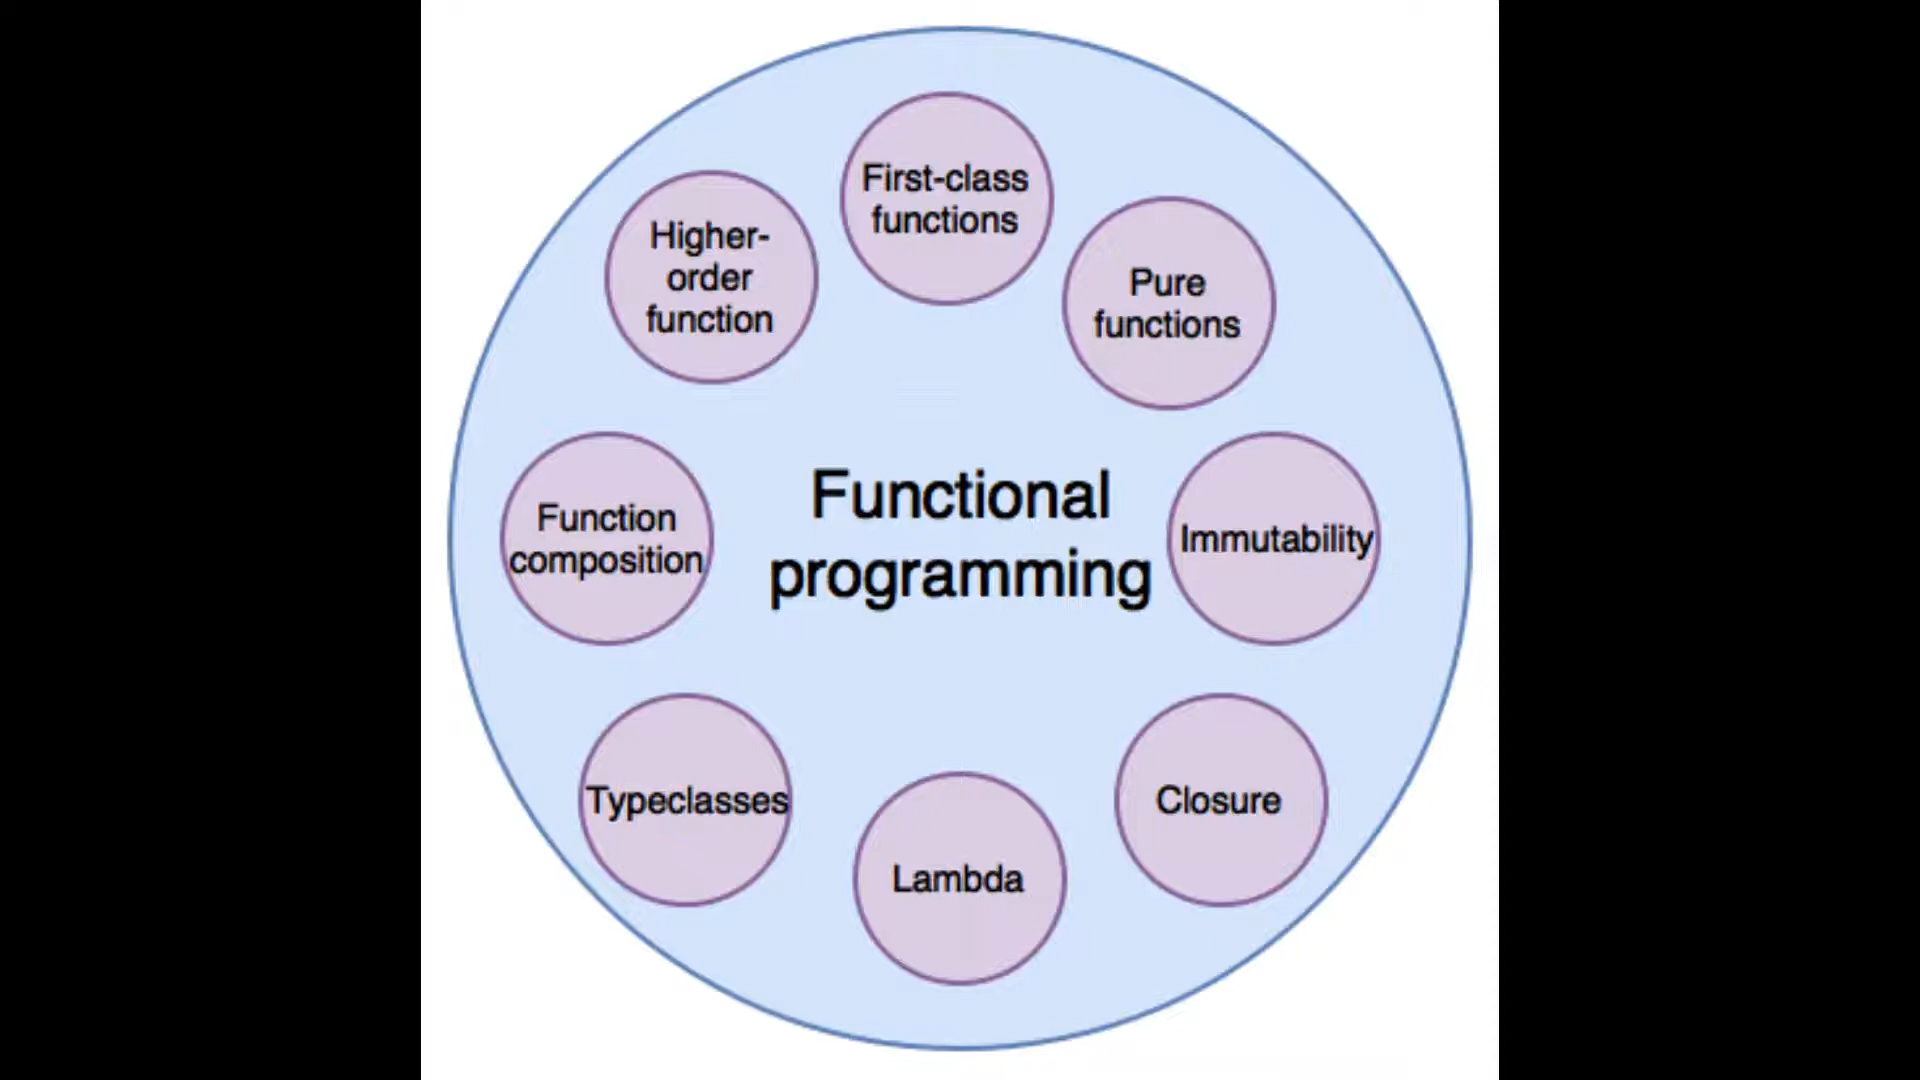 First-class
functions
Higher-
order
function
Pure
functions
Functional
programming
Function
composition
Immutability
Typeclasses
Closure
Lambda